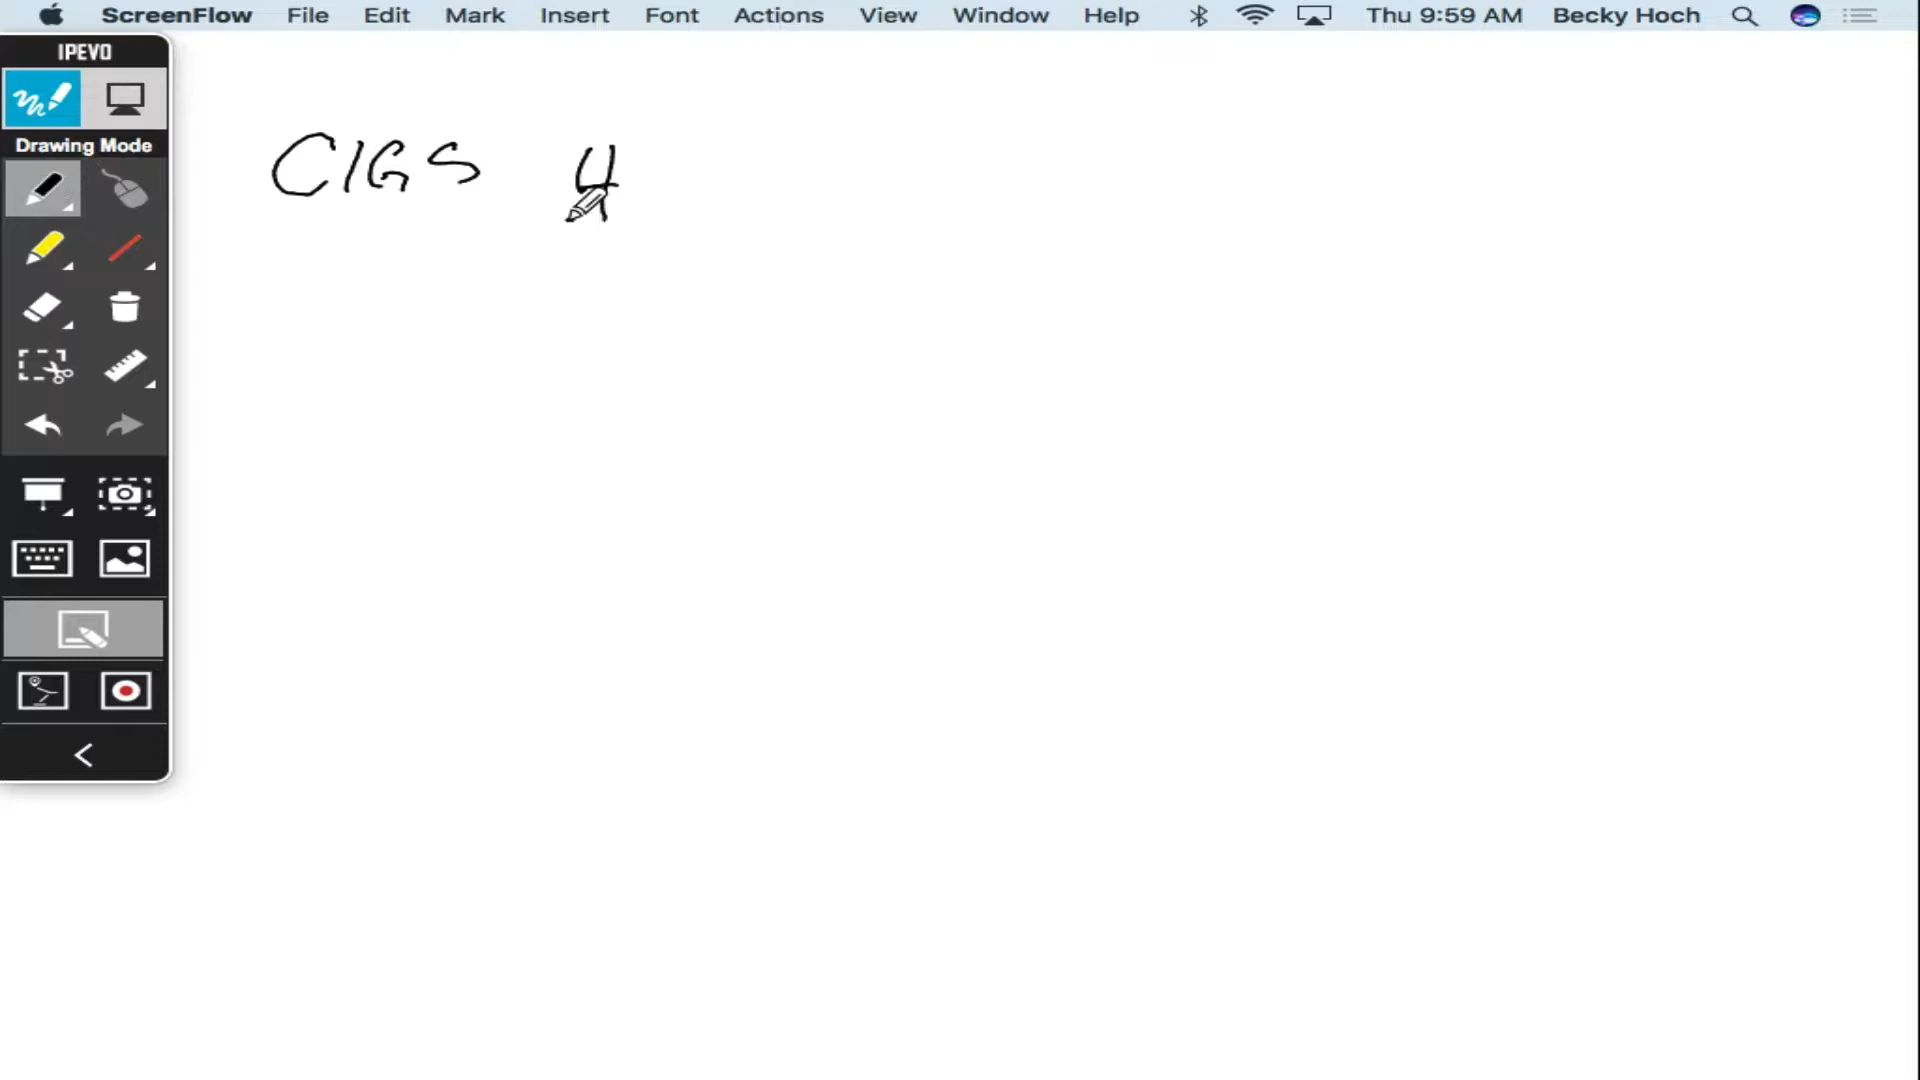 ScreenFlow File Edit Mark Insert Font Actions View Window Help Thu 9:59 AM Becky Hoch
IPEVO
Drawing Mode
CIGS 4